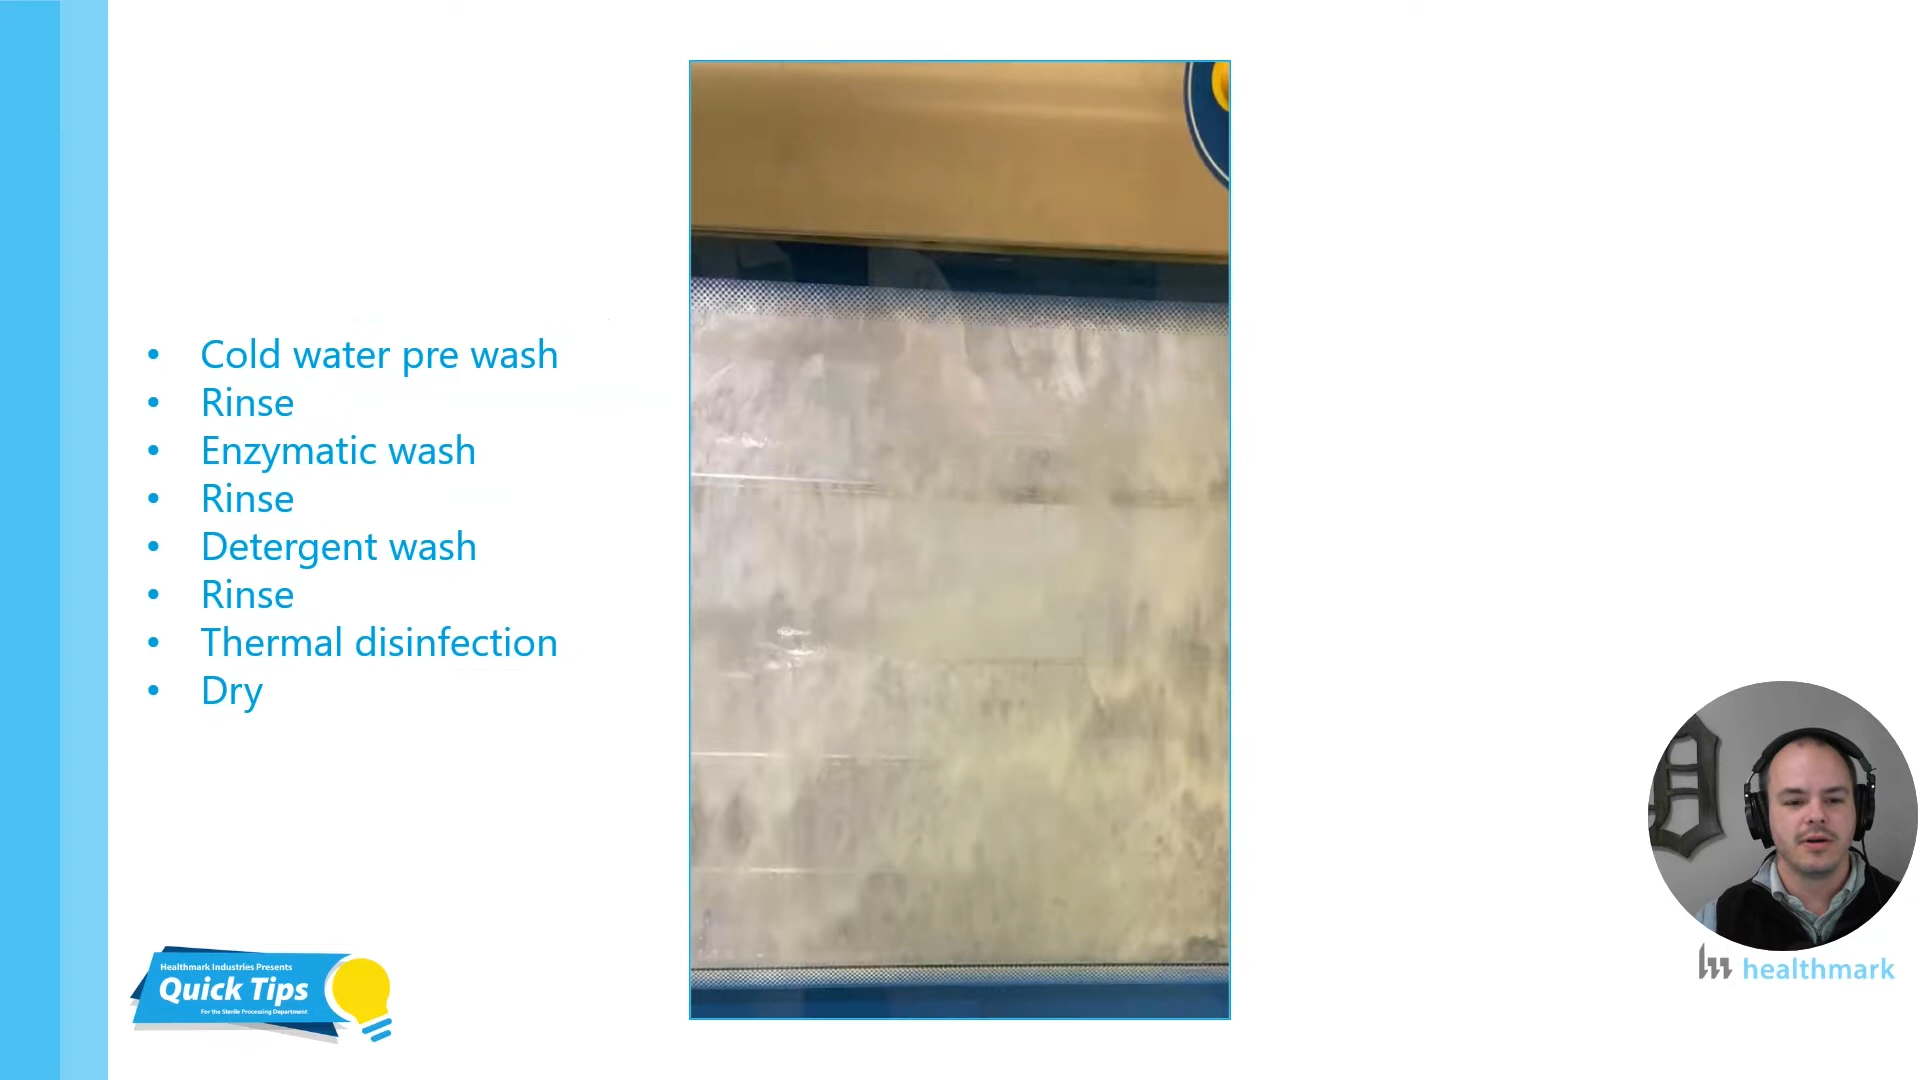 • Cold water pre wash
• Rinse
• Enzymatic wash
• Rinse
• Detergent wash
• Rinse
• Thermal disinfection
• Dry
Healthmark Industries Presents
Quick Tips
For the Sterile Processing Department
healthmark